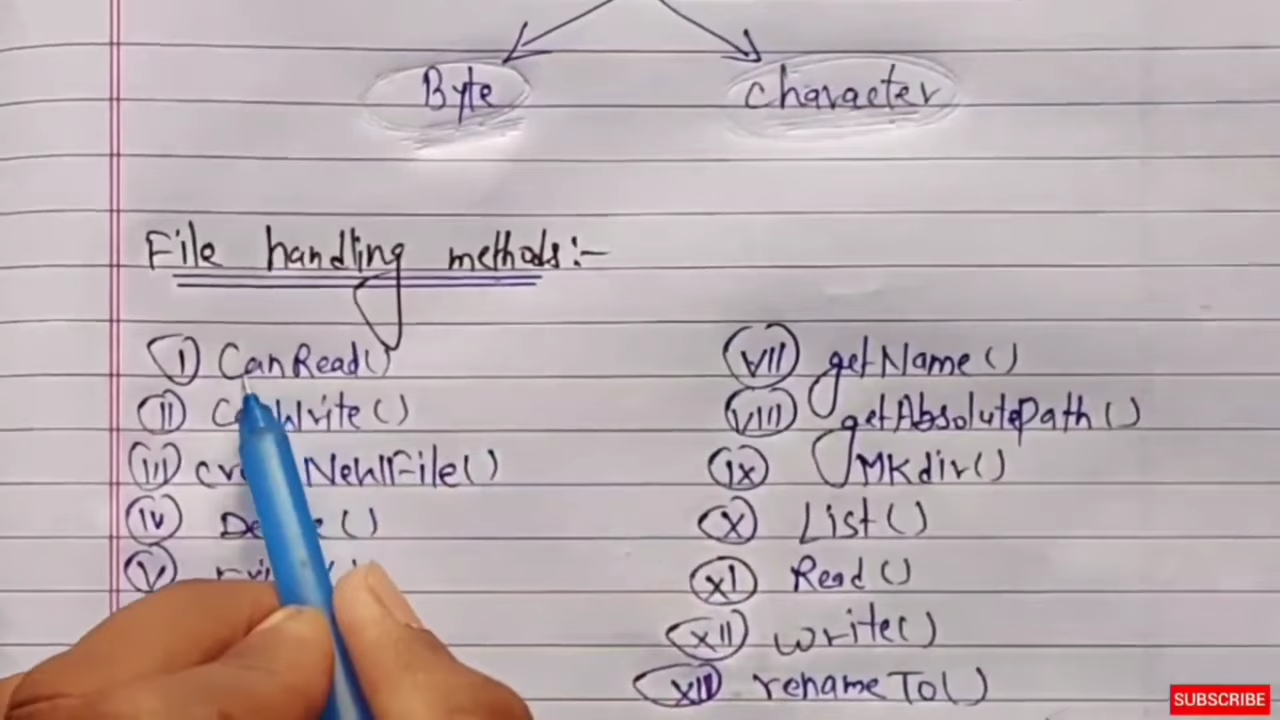 Byte
Character
File handling methods:-
i CanRead()
ii Write()
iii NewFile()
iv ()
v
vii getName()
viii getAbsolutePath()
ix MKdir()
x List()
xi Read()
xii write()
renameTo()
SUBSCRIBE